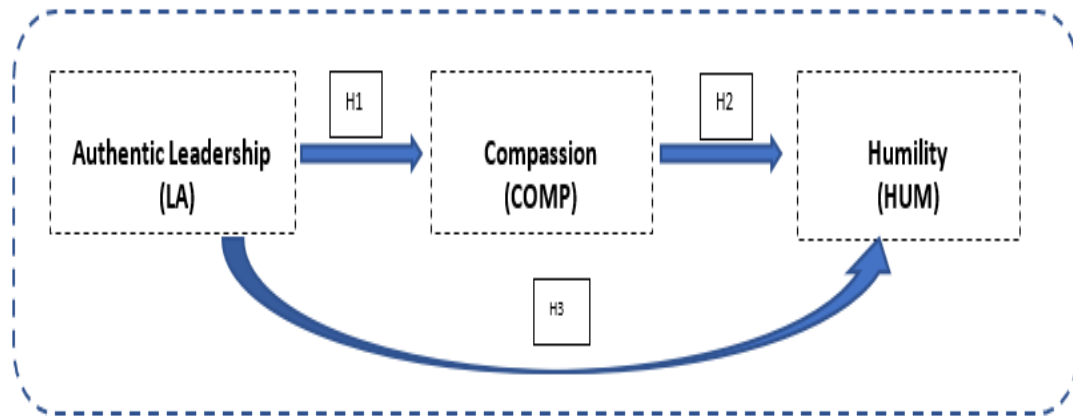 H1
H2
Authentic Leadership
(LA)
Compassion
(COMP)
Humility
(HUM)
H3